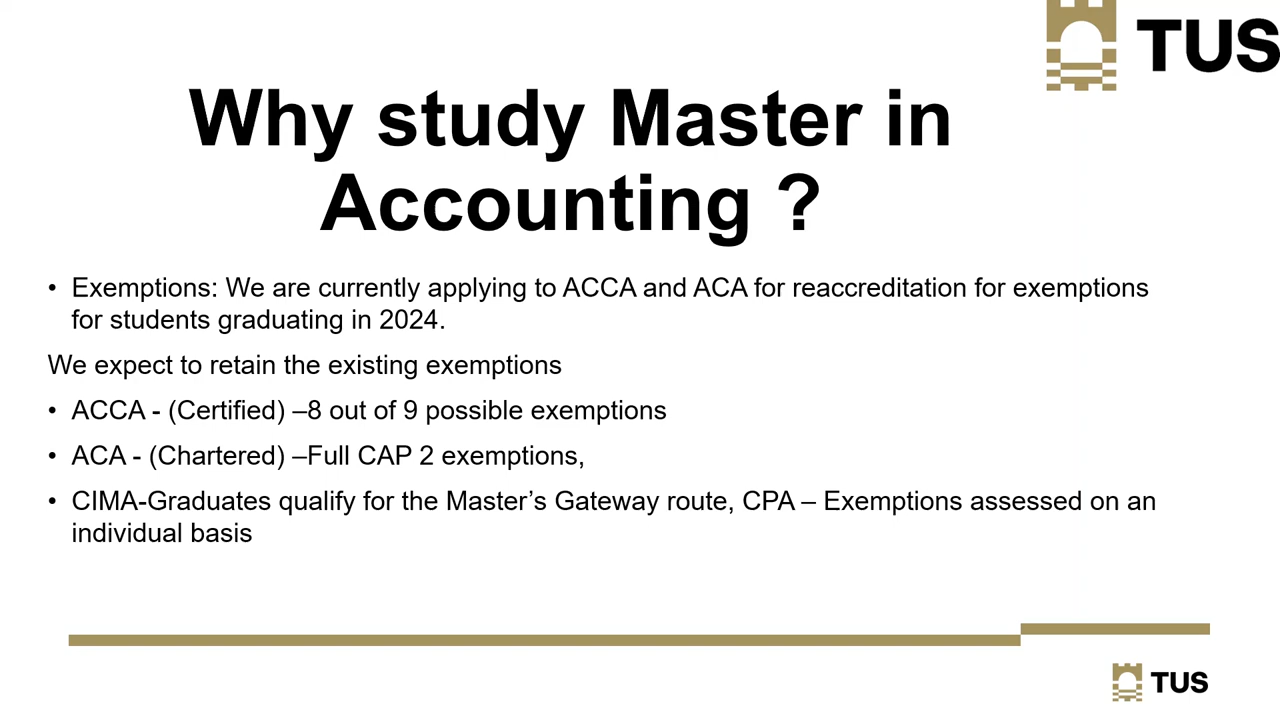 TUS
Why study Master in
Accounting ?
• Exemptions: We are currently applying to ACCA and ACA for reaccreditation for exemptions
for students graduating in 2024.
We expect to retain the existing exemptions
• ACCA - (Certified) –8 out of 9 possible exemptions
• ACA - (Chartered) –Full CAP 2 exemptions,
• CIMA-Graduates qualify for the Master’s Gateway route, CPA – Exemptions assessed on an
individual basis
TUS